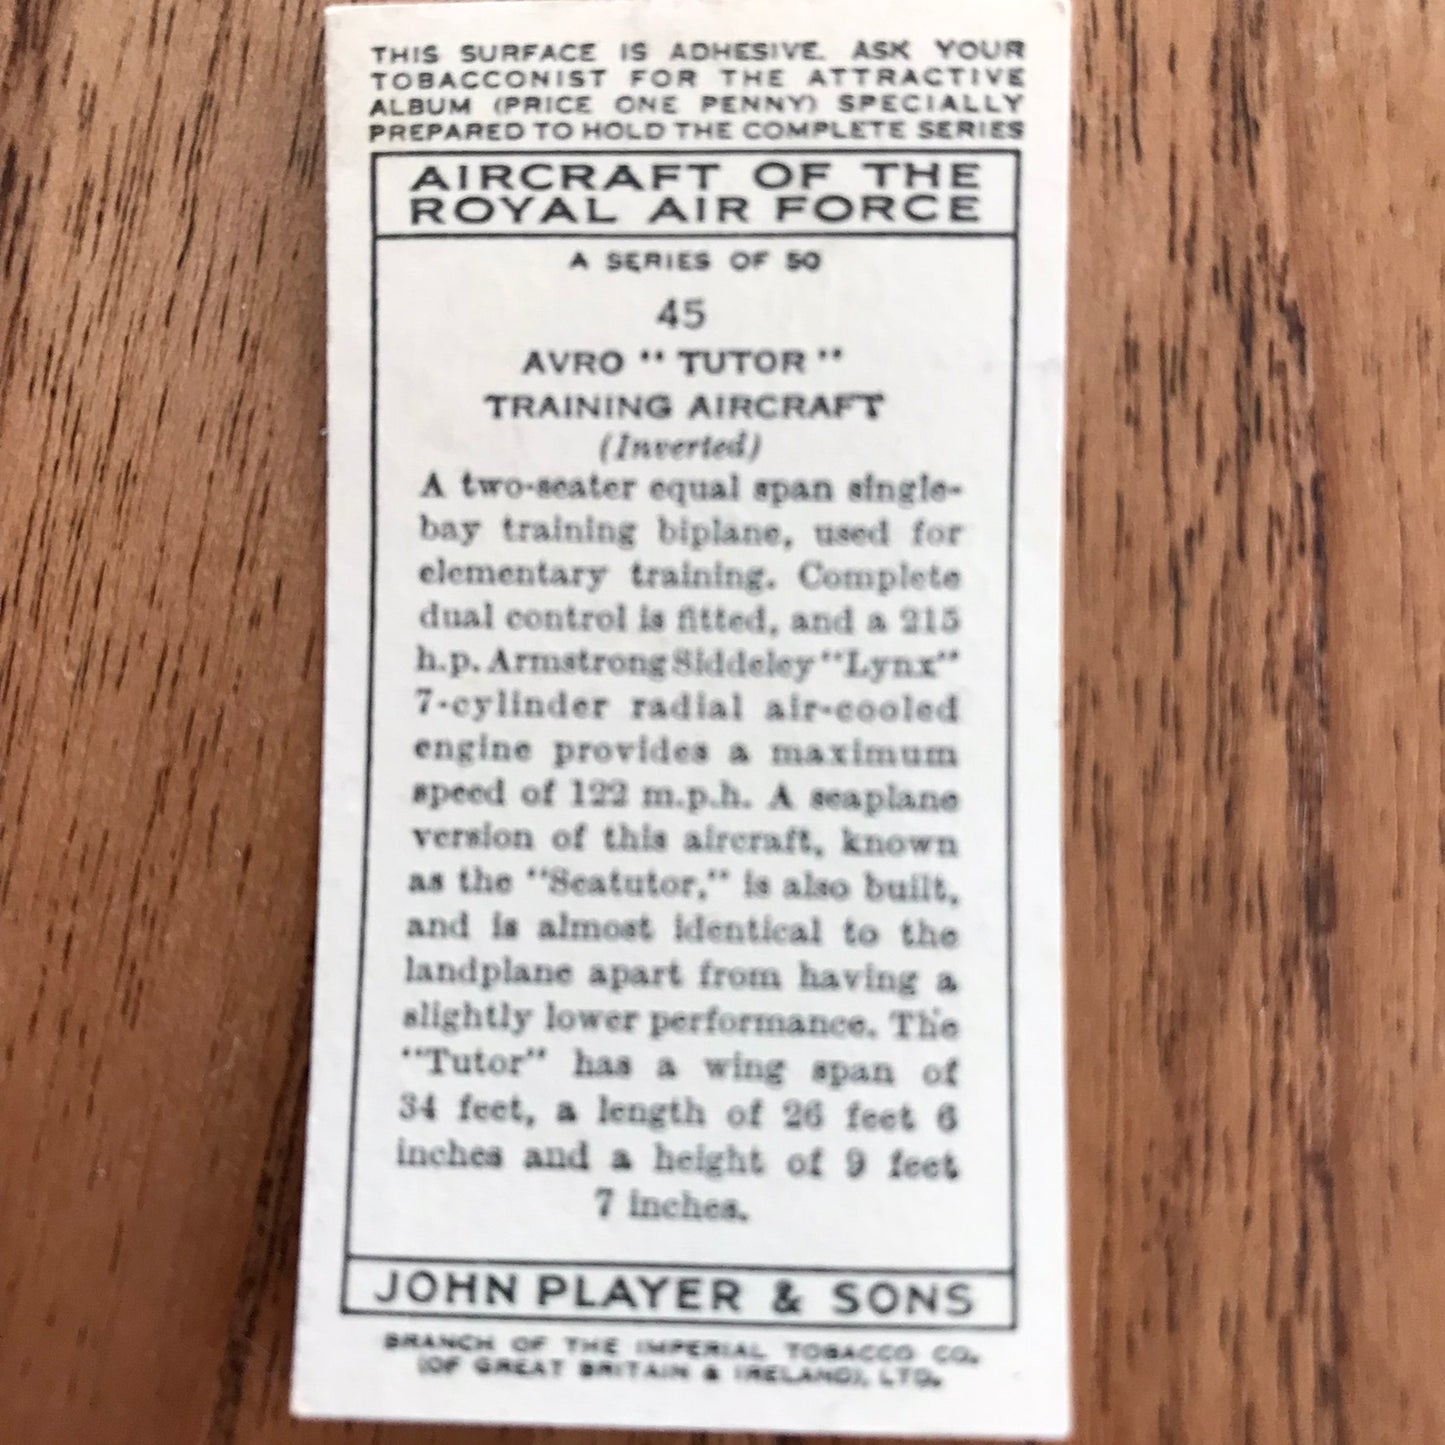 THIS SURFACE IS ADHESIVE. ASK YOUR
TOBACCONIST FOR THE ATTRACTIVE
ALBUM (PRICE ONE PENNY) SPECIALLY
PREPARED TO HOLD THE COMPLETE SERIES
AIRCRAFT OF THE
ROYAL AIR FORCE
A SERIES OF 50
45
AVRO "TUTOR"
TRAINING AIRCRAFT
(Inverted)
A two-seater equal span single-
bay training biplane, used for
elementary training. Complete
dual control is fitted, and a 215
h.p. Armstrong Siddeley "Lynx"
7-cylinder radial air-cooled
engine provides a maximum
speed of 122 m.p.h. A seaplane
version of this aircraft, known
as the "Seatutor," is also built,
and is almost identical to the
landplane apart from having a
slightly lower performance. The
"Tutor" has a wing span of
34 feet, a length of 26 feet 6
inches and a height of 9 feet
7 inches.
JOHN PLAYER & SONS
BRANCH OF THE IMPERIAL TOBACCO CO.
(OF GREAT BRITAIN & IRELAND), LTD.